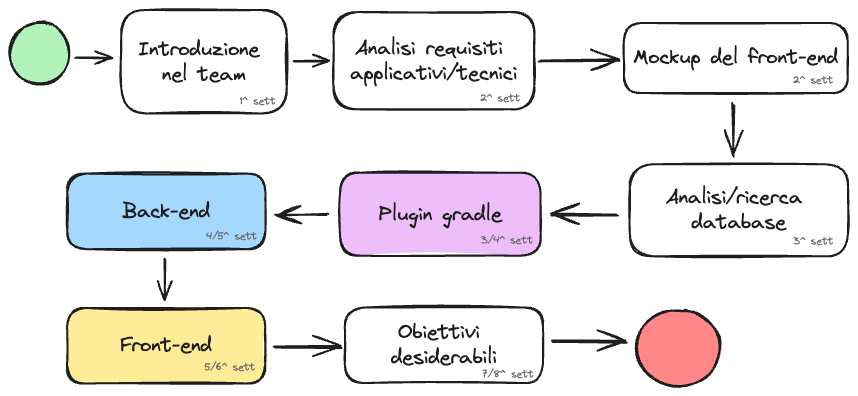 Introduzione
nel team
1^ sett
Analisi requisiti
applicativi/tecnici
2^ sett
Mockup del front-end
2^ sett
Analisi/ricerca
database
3^ sett
Plugin gradle
3/4^ sett
Back-end
4/5^ sett
Front-end
5/6^ sett
Obiettivi
desiderabili
7/8^ sett